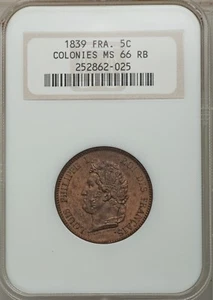 1839 FRA. 5C
COLONIES MS 66 RB
252862-025
LOUIS PHILIPPE I ROI DES FRANÇAIS